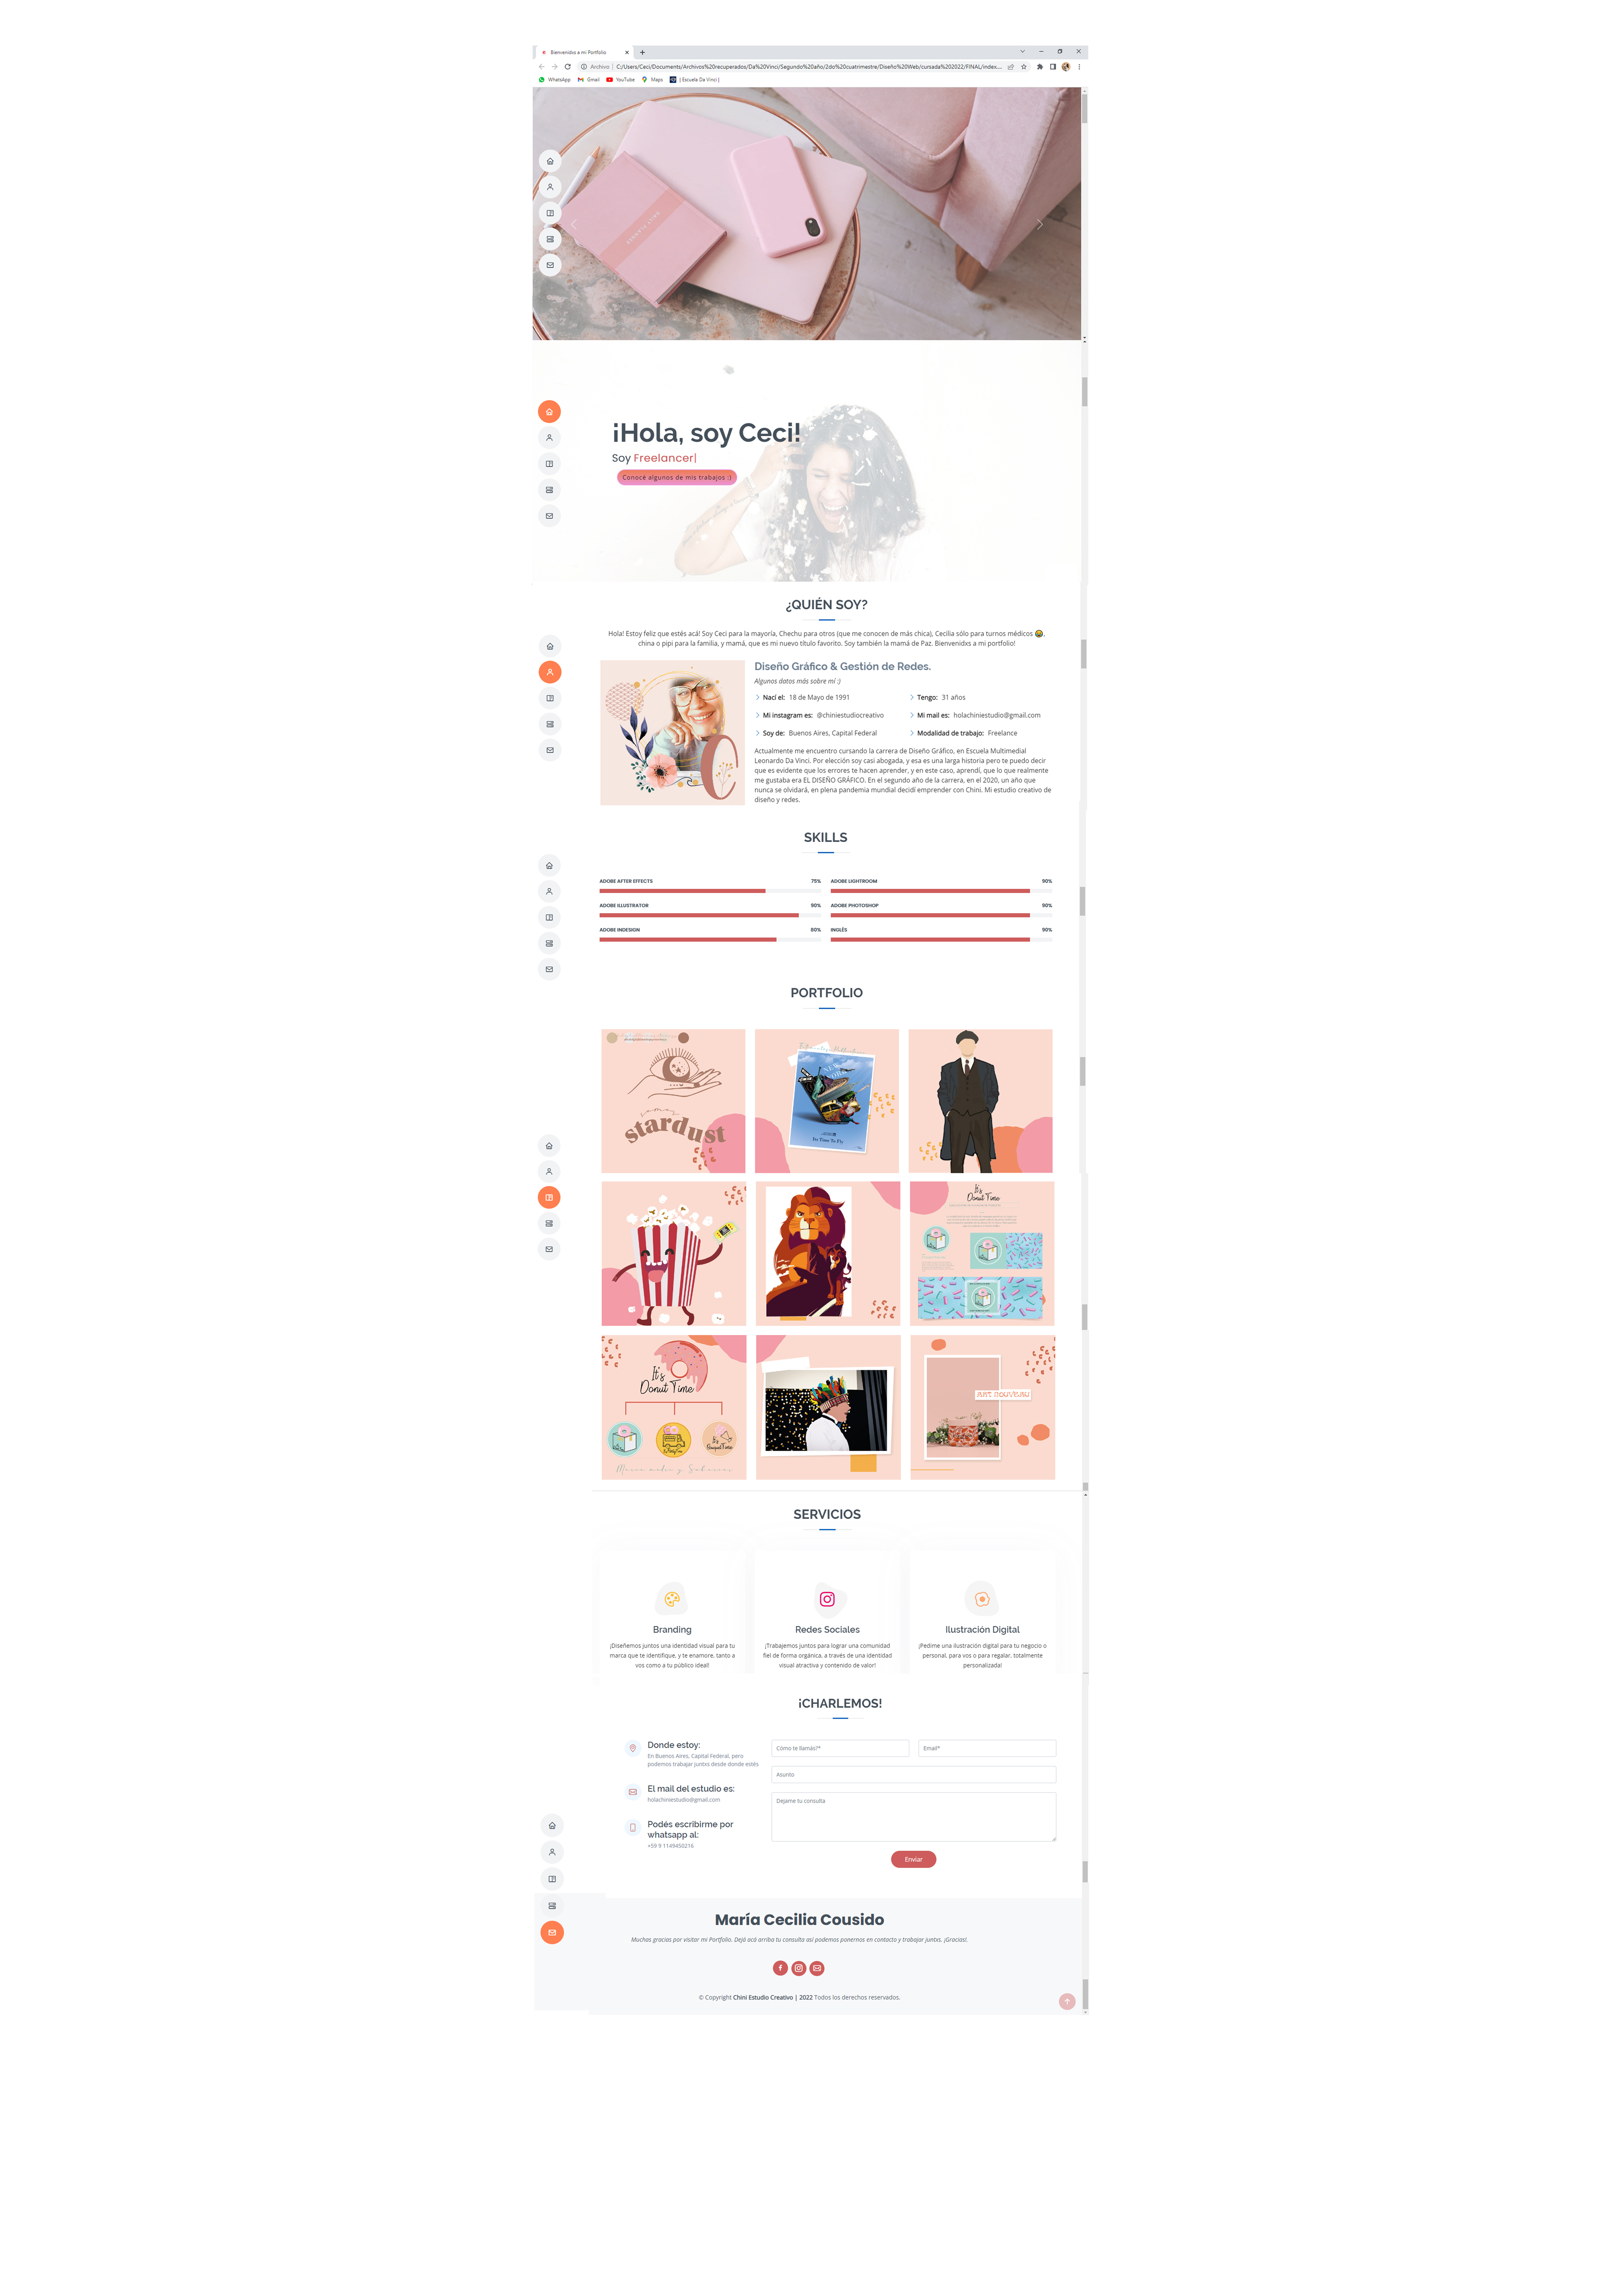 Bienvenidxs a mi Portfolio
Archivo | C:/Users/Ceci/Documents/Archivos%20recuperados/Da%20Vinci/Segundo%20año/2do%20cuatrimestre/Diseño%20Web/cursada%202022/FINAL/index....
WhatsApp Gmail YouTube Maps | Escuela Da Vinci |
¡Hola, soy Ceci!
Soy Freelancer|
Conocé algunos de mis trabajos :)
¿QUIÉN SOY?
Hola! Estoy feliz que estés acá! Soy Ceci para la mayoría, Chechu para otros (que me conocen de más chica), Cecilia sólo para turnos médicos 😂,
china o pipi para la familia, y mamá, que es mi nuevo título favorito. Soy también la mamá de Paz. Bienvenidxs a mi portfolio!
Diseño Gráfico & Gestión de Redes.
Algunos datos más sobre mí :)
Nací el: 18 de Mayo de 1991
Tengo: 31 años
Mi instagram es: @chiniestudiocreativo
Mi mail es: holachiniestudio@gmail.com
Soy de: Buenos Aires, Capital Federal
Modalidad de trabajo: Freelance
Actualmente me encuentro cursando la carrera de Diseño Gráfico, en Escuela Multimedial
Leonardo Da Vinci. Por elección soy casi abogada, y esa es una larga historia pero te puedo decir
que es evidente que los errores te hacen aprender, y en este caso, aprendí, que lo que realmente
me gustaba era EL DISEÑO GRÁFICO. En el segundo año de la carrera, en el 2020, un año que
nunca se olvidará, en plena pandemia mundial decidí emprender con Chini. Mi estudio creativo de
diseño y redes.
SKILLS
ADOBE AFTER EFFECTS 75%
ADOBE LIGHTROOM 90%
ADOBE ILLUSTRATOR 90%
ADOBE PHOTOSHOP 90%
ADOBE INDESIGN 80%
INGLÉS 90%
PORTFOLIO
somos
stardust
NEW YORK
It's Time To Fly
It's
Donut Time
It's
Donut Time
Marca madre y Submarcas
ART NOUVEAU
SERVICIOS
Branding
¡Diseñemos juntos una identidad visual para tu
marca que te identifique, y te enamore, tanto a
vos como a tu público ideal!
Redes Sociales
¡Trabajemos juntos para lograr una comunidad
fiel de forma orgánica, a través de una identidad
visual atractiva y contenido de valor!
Ilustración Digital
¡Pedime una ilustración digital para tu negocio o
personal, para vos o para regalar, totalmente
personalizada!
¡CHARLEMOS!
Donde estoy:
En Buenos Aires, Capital Federal, pero
podemos trabajar juntxs desde donde estés
El mail del estudio es:
holachiniestudio@gmail.com
Podés escribirme por
whatsapp al:
+59 9 1149450216
Cómo te llamás?*
Email*
Asunto
Dejame tu consulta
Enviar
María Cecilia Cousido
Muchas gracias por visitar mi Portfolio. Dejá acá arriba tu consulta así podemos ponernos en contacto y trabajar juntxs. ¡Gracias!.
© Copyright Chini Estudio Creativo | 2022 Todos los derechos reservados.